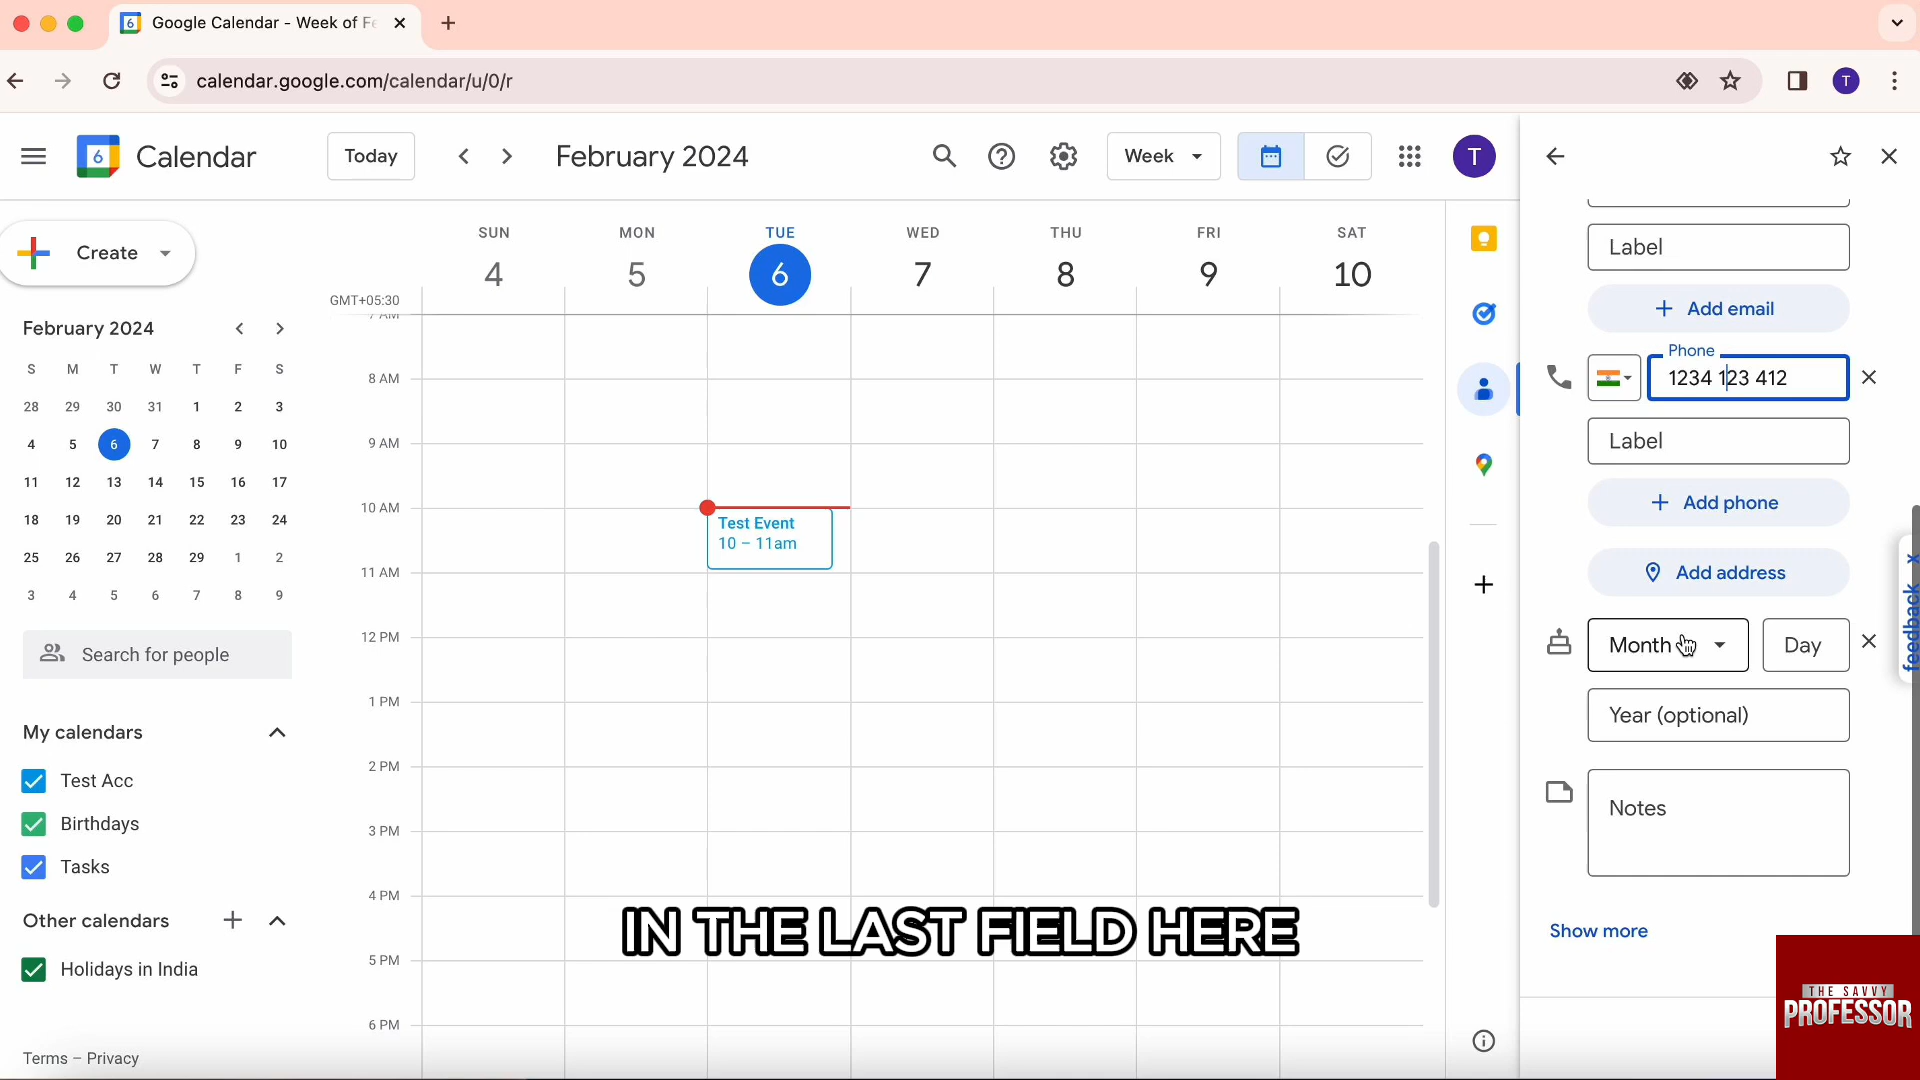 Google Calendar - Week of Fe
calendar.google.com/calendar/u/0/r
T
6
Calendar
Today
February 2024
Week
T
Create
SUN MON TUE WED THU FRI SAT
4 5 6 7 8 9 10
GMT+05:30
7 AM
8 AM
9 AM
10 AM
11 AM
12 PM
1 PM
2 PM
3 PM
4 PM
5 PM
6 PM
Test Event
10 – 11am
February 2024
S M T W T F S
28 29 30 31 1 2 3
4 5 6 7 8 9 10
11 12 13 14 15 16 17
18 19 20 21 22 23 24
25 26 27 28 29 1 2
3 4 5 6 7 8 9
Search for people
My calendars
Test Acc
Birthdays
Tasks
Other calendars
Holidays in India
Terms – Privacy
Label
Add email
Phone
1234 123 412
Label
Add phone
Add address
Month Day
Year (optional)
Notes
Show more
feedback x
IN THE LAST FIELD HERE
THE SAVVY
PROFESSOR